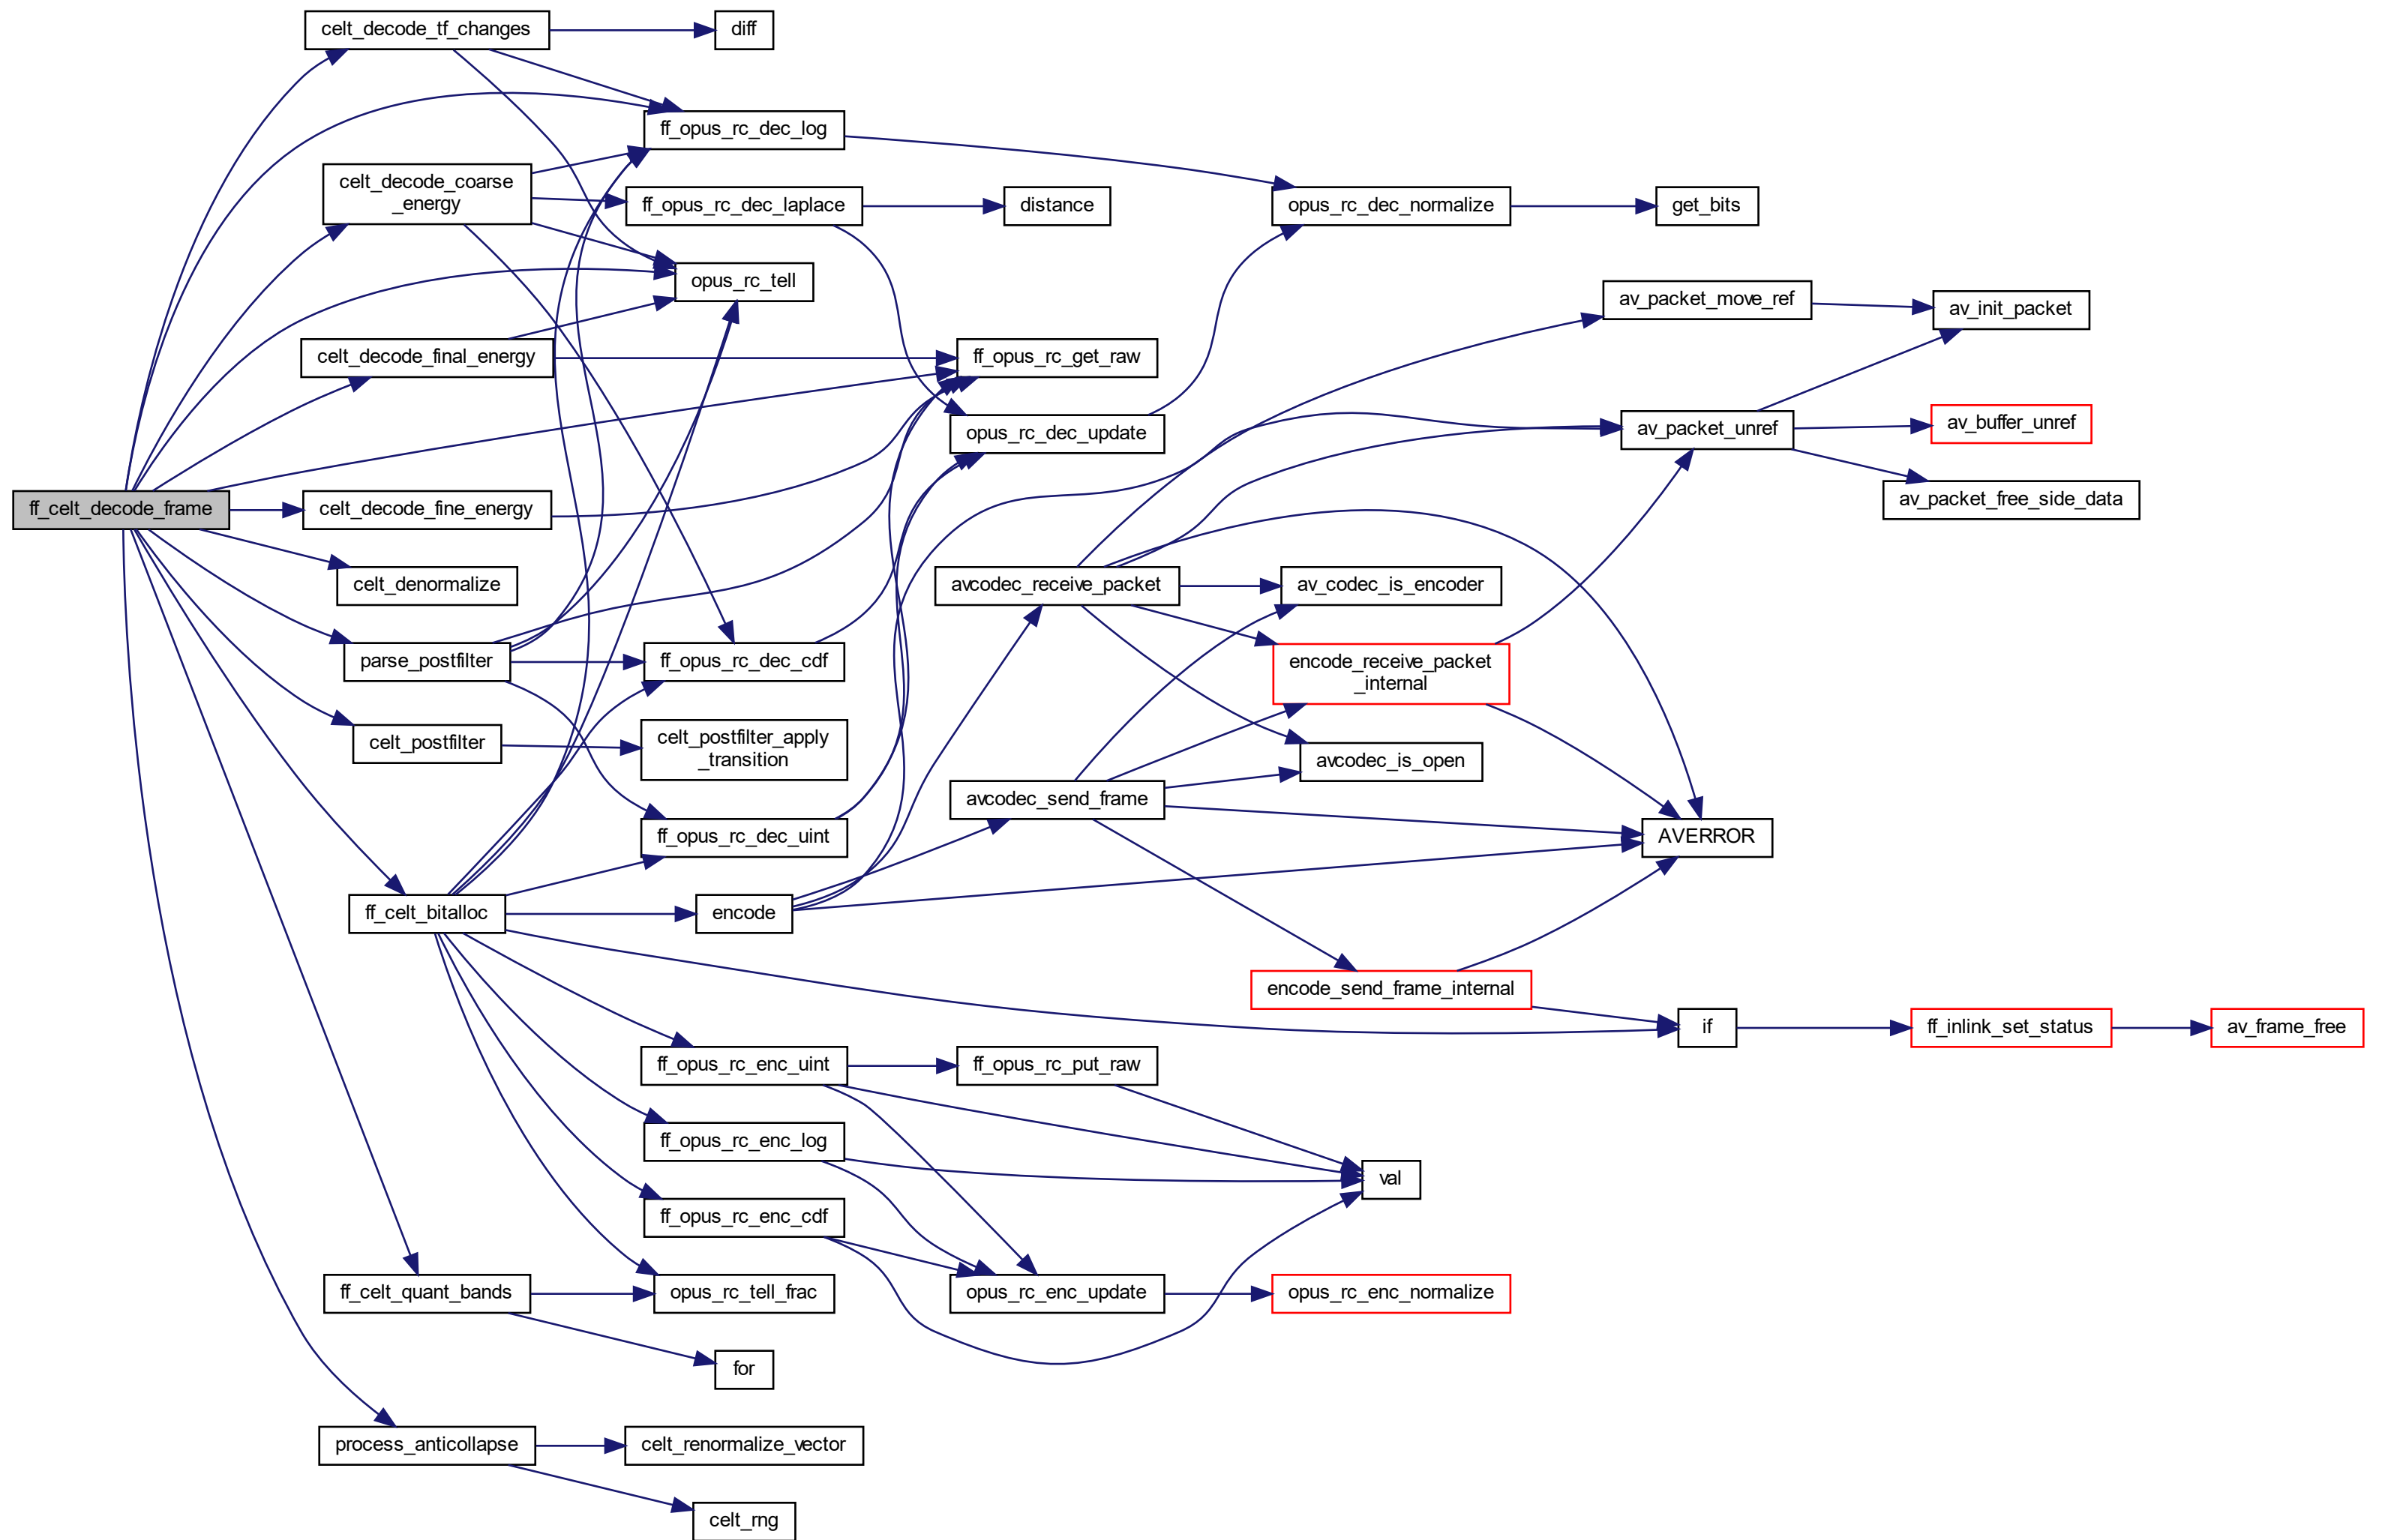 celt_decode_tf_changes
diff
ff_opus_rc_dec_log
celt_decode_coarse
_energy
ff_opus_rc_dec_laplace
distance
opus_rc_dec_normalize
get_bits
opus_rc_tell
av_packet_move_ref
av_init_packet
celt_decode_final_energy
ff_opus_rc_get_raw
opus_rc_dec_update
av_packet_unref
av_buffer_unref
ff_celt_decode_frame
celt_decode_fine_energy
av_packet_free_side_data
celt_denormalize
avcodec_receive_packet
av_codec_is_encoder
parse_postfilter
ff_opus_rc_dec_cdf
encode_receive_packet
_internal
celt_postfilter
celt_postfilter_apply
_transition
avcodec_is_open
avcodec_send_frame
ff_opus_rc_dec_uint
AVERROR
ff_celt_bitalloc
encode
encode_send_frame_internal
if
ff_inlink_set_status
av_frame_free
ff_opus_rc_enc_uint
ff_opus_rc_put_raw
ff_opus_rc_enc_log
val
ff_opus_rc_enc_cdf
ff_celt_quant_bands
opus_rc_tell_frac
opus_rc_enc_update
opus_rc_enc_normalize
for
process_anticollapse
celt_renormalize_vector
celt_rng